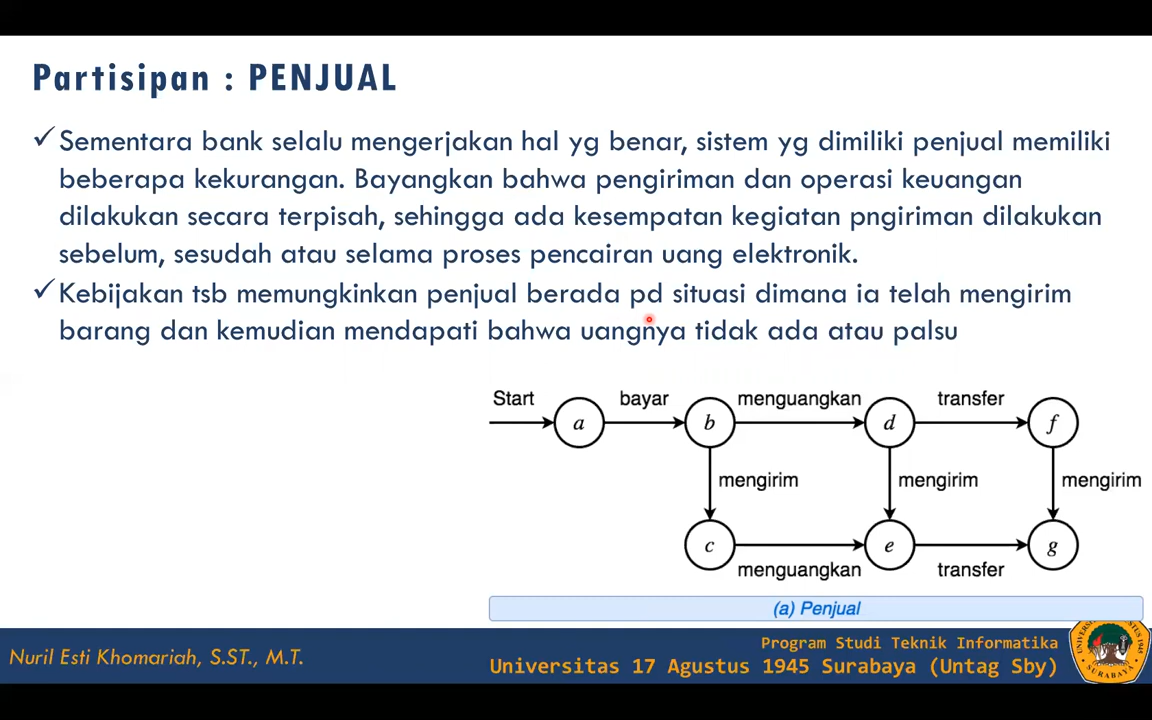 Partisipan : PENJUAL
✓Sementara bank selalu mengerjakan hal yg benar, sistem yg dimiliki penjual memiliki
beberapa kekurangan. Bayangkan bahwa pengiriman dan operasi keuangan
dilakukan secara terpisah, sehingga ada kesempatan kegiatan pngiriman dilakukan
sebelum, sesudah atau selama proses pencairan uang elektronik.
✓Kebijakan tsb memungkinkan penjual berada pd situasi dimana ia telah mengirim
barang dan kemudian mendapati bahwa uangnya tidak ada atau palsu
Start bayar menguangkan transfer
a b d f
mengirim mengirim mengirim
c e g
menguangkan transfer
(a) Penjual
Nuril Esti Khomariah, S.ST., M.T.
Program Studi Teknik Informatika
Universitas 17 Agustus 1945 Surabaya (Untag Sby)
SURABAYA